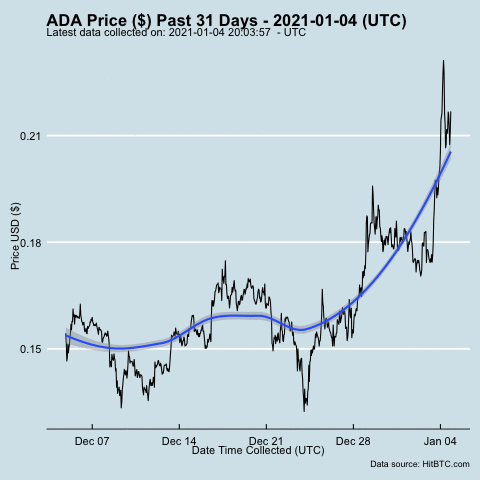 ADA Price ($) Past 31 Days - 2021-01-04 (UTC)
Latest data collected on: 2021-01-04 20:03:57 - UTC
Price USD ($)
0.21
0.18
0.15
Dec 07 Dec 14 Dec 21 Dec 28 Jan 04
Date Time Collected (UTC)
Data source: HitBTC.com